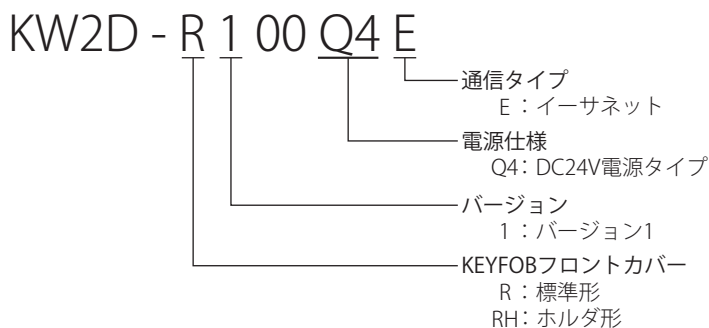 KW2D - R 1 00 Q4 E
通信タイプ
E：イーサネット
電源仕様
Q4：DC24V電源タイプ
バージョン
1：バージョン1
KEYFOBフロントカバー
R：標準形
RH：ホルダ形